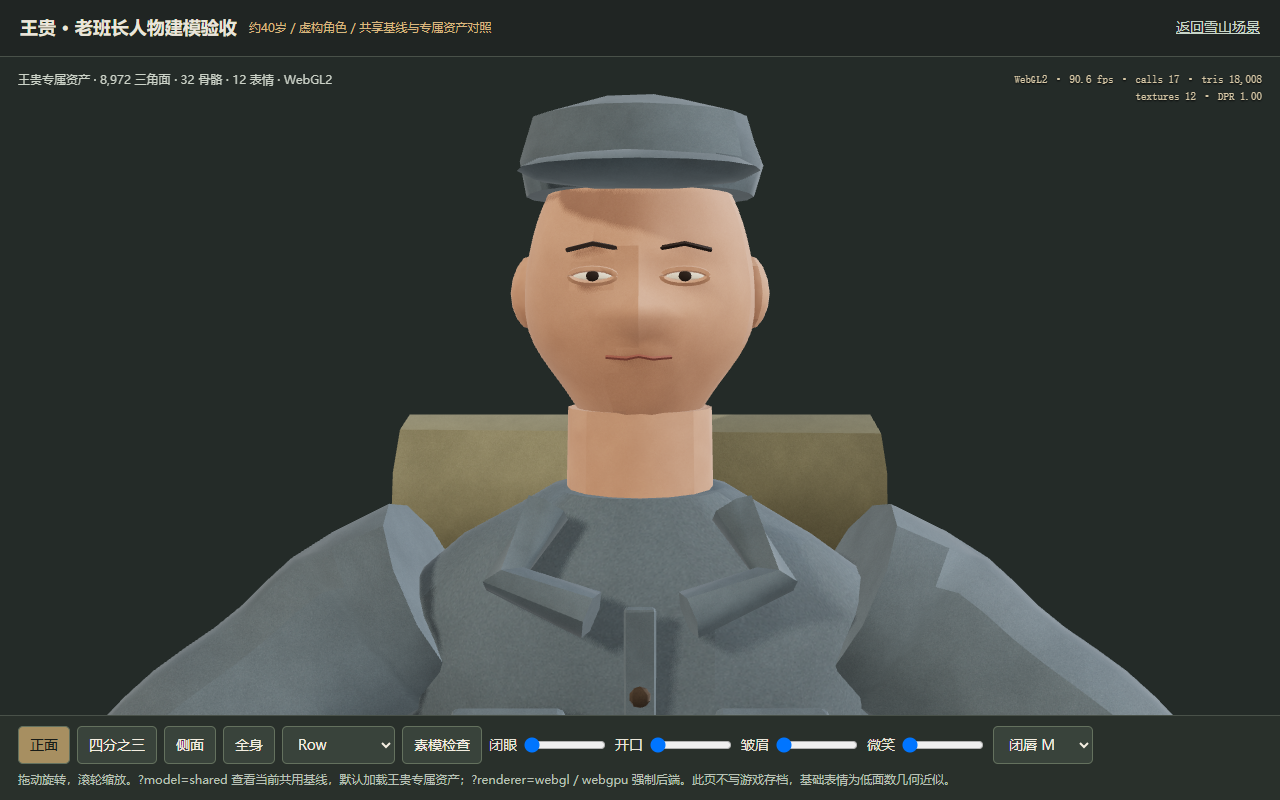 王贵 • 老班长人物建模验收 约40岁 / 虚构角色 / 共享基线与专属资产对照 返回雪山场景
王贵专属资产 · 8,972 三角面 · 32 骨骼 · 12 表情 · WebGL2
WebGL2 · 90.6 fps · calls 17 · tris 18,008
textures 12 · DPR 1.00
正面 四分之三 侧面 全身 Row 素模检查 闭眼 开口 皱眉 微笑 闭唇 M
拖动旋转，滚轮缩放。?model=shared 查看当前共用基线，默认加载王贵专属资产；?renderer=webgl / webgpu 强制后端。此页不写游戏存档，基础表情为低面数几何近似。